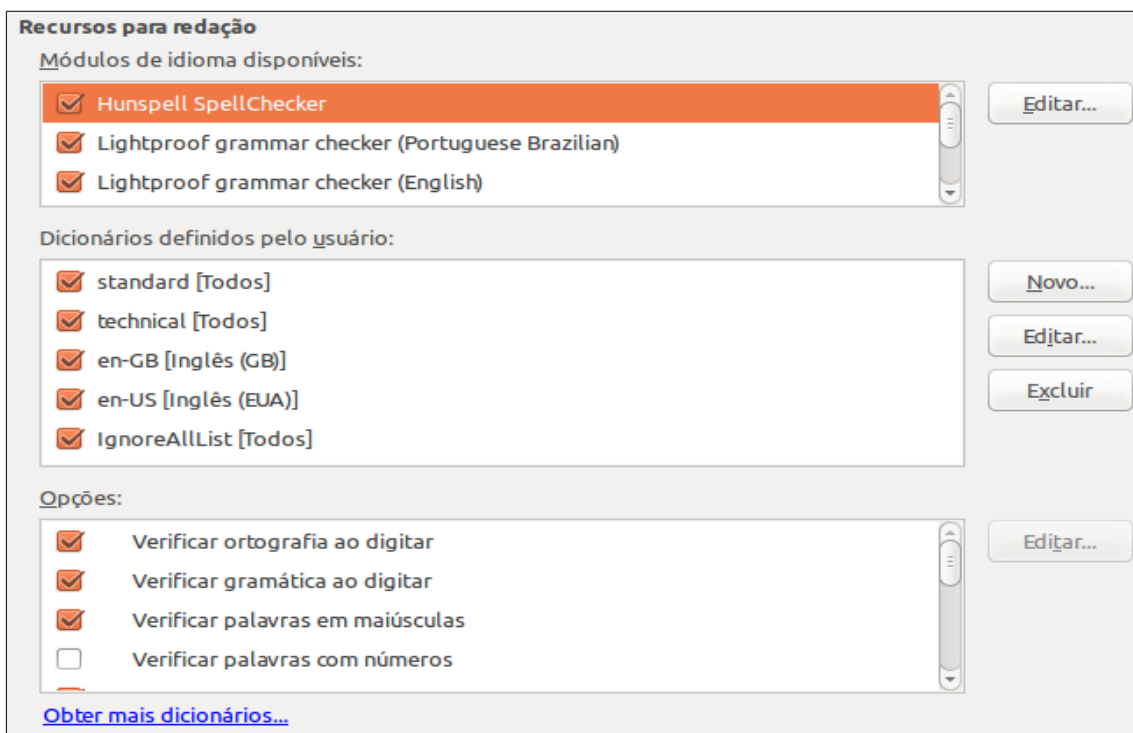 Recursos para redação
Módulos de idioma disponíveis:
Hunspell SpellChecker
Editar...
Lightproof grammar checker (Portuguese Brazilian)
Lightproof grammar checker (English)
Dicionários definidos pelo usuário:
standard [Todos]
Novo...
technical [Todos]
Editar...
en-GB [Inglês (GB)]
en-US [Inglês (EUA)]
Excluir
IgnoreAllList [Todos]
Opções:
Verificar ortografia ao digitar
Editar...
Verificar gramática ao digitar
Verificar palavras em maiúsculas
Verificar palavras com números
Obter mais dicionários...